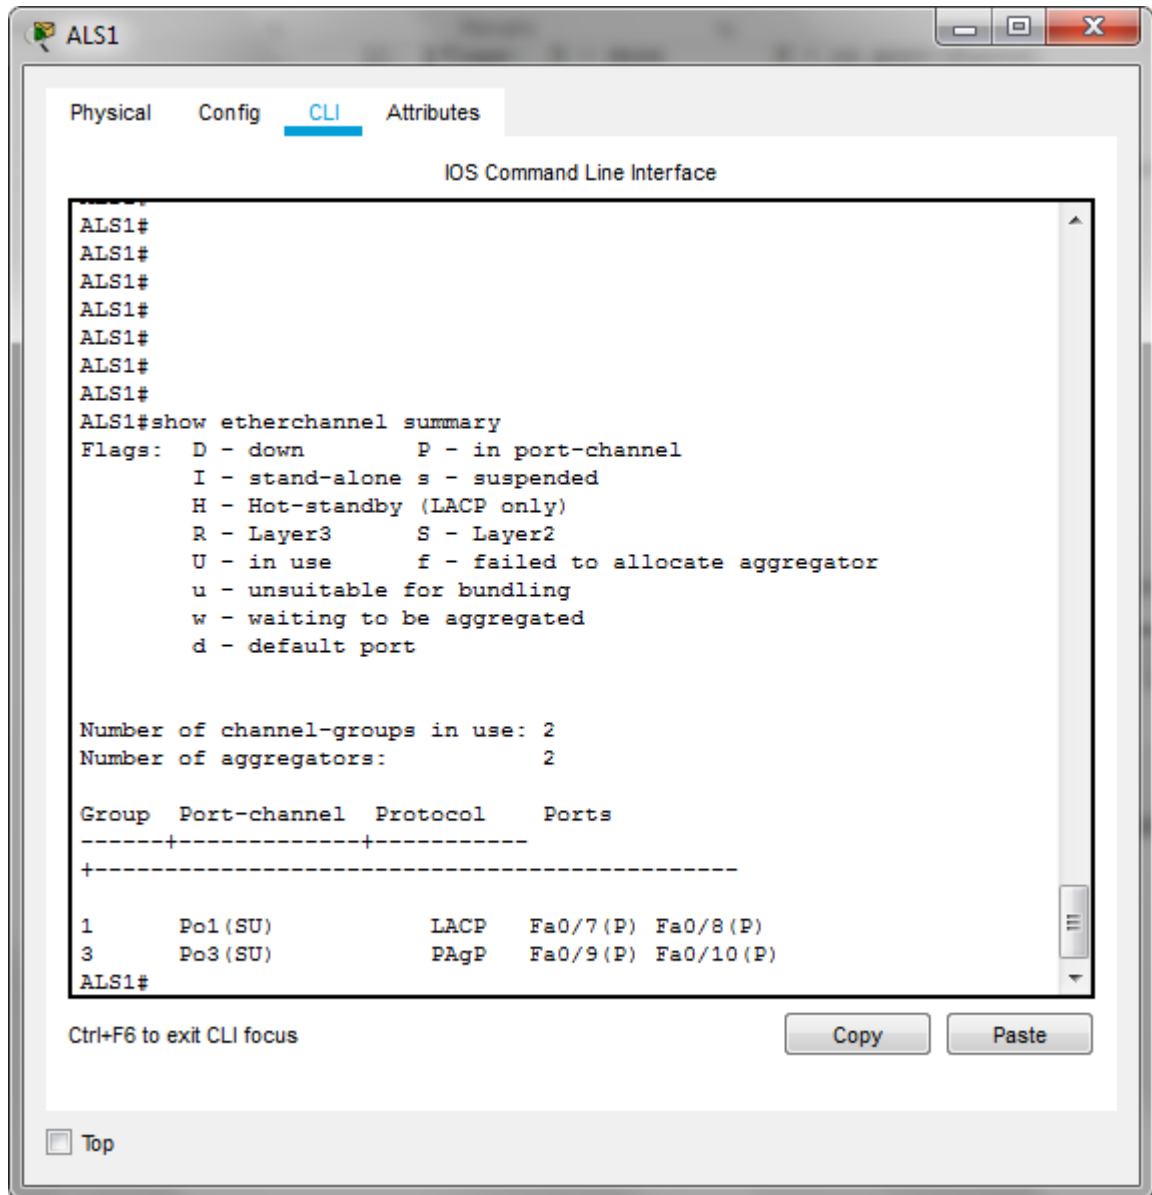 ALS1
Physical Config CLI Attributes
IOS Command Line Interface
ALS1#
ALS1#
ALS1#
ALS1#
ALS1#
ALS1#
ALS1#
ALS1#show etherchannel summary
Flags:  D - down        P - in port-channel
        I - stand-alone s - suspended
        H - Hot-standby (LACP only)
        R - Layer3      S - Layer2
        U - in use      f - failed to allocate aggregator
        u - unsuitable for bundling
        w - waiting to be aggregated
        d - default port
Number of channel-groups in use: 2
Number of aggregators:           2
Group  Port-channel  Protocol    Ports
------+-------------+-----------
+----------------------------------------------
1      Po1(SU)           LACP   Fa0/7(P) Fa0/8(P)
3      Po3(SU)           PAgP   Fa0/9(P) Fa0/10(P)
ALS1#
Ctrl+F6 to exit CLI focus
Copy Paste
Top